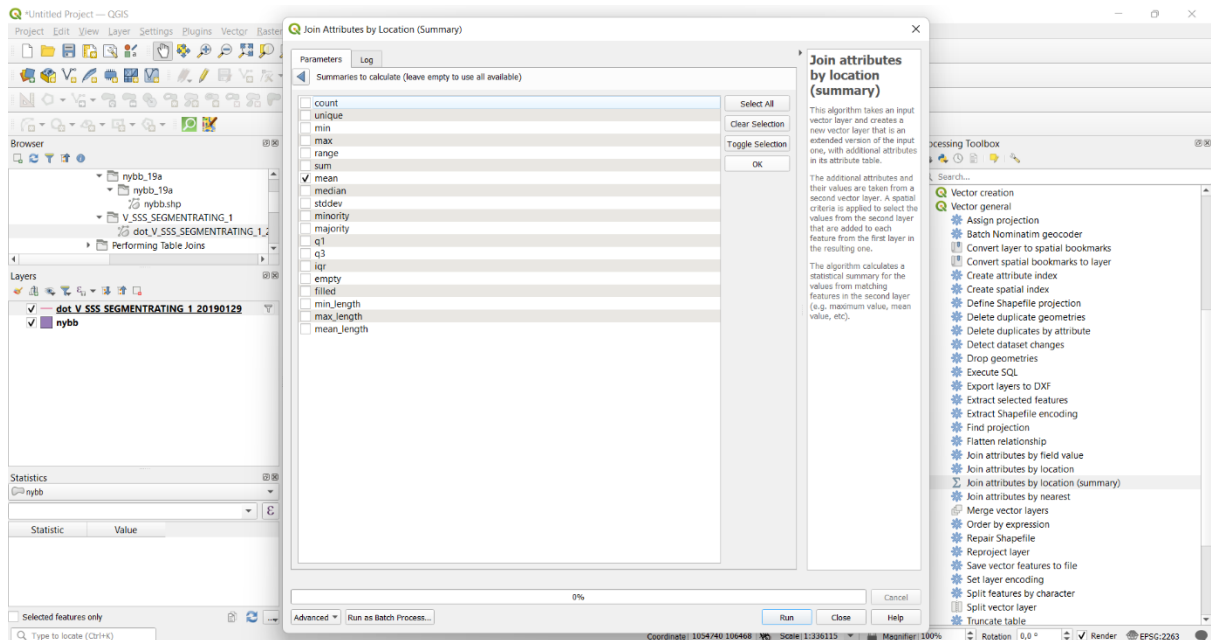 *Untitled Project — QGIS
Project Edit View Layer Settings Plugins Vector Raster
Browser
nybb_19a
nybb_19a
nybb.shp
V_SSS_SEGMENTRATING_1
dot_V_SSS_SEGMENTRATING_1_2
Performing Table Joins
Layers
dot_V_SSS_SEGMENTRATING_1_20190129
nybb
Statistics
nybb
ε
Statistic Value
Selected features only
Type to locate (Ctrl+K)
Join Attributes by Location (Summary)
Parameters Log
Summaries to calculate (leave empty to use all available)
count
unique
min
max
range
sum
mean
median
stddev
minority
majority
q1
q3
iqr
empty
filled
min_length
max_length
mean_length
Select All
Clear Selection
Toggle Selection
OK
Join attributes
by location
(summary)
This algorithm takes an input
vector layer and creates a
new vector layer that is an
extended version of the input
one, with additional attributes
in its attribute table.
The additional attributes and
their values are taken from a
second vector layer. A spatial
criteria is applied to select the
values from the second layer
that are added to each
feature from the first layer in
the resulting one.
The algorithm calculates a
statistical summary for the
values from matching
features in the second layer
(e.g. maximum value, mean
value, etc).
0%
Cancel
Advanced Run as Batch Process...
Run Close Help
ocessing Toolbox
Search...
Vector creation
Vector general
Assign projection
Batch Nominatim geocoder
Convert layer to spatial bookmarks
Convert spatial bookmarks to layer
Create attribute index
Create spatial index
Define Shapefile projection
Delete duplicate geometries
Delete duplicates by attribute
Detect dataset changes
Drop geometries
Execute SQL
Export layers to DXF
Extract selected features
Extract Shapefile encoding
Find projection
Flatten relationship
Join attributes by field value
Join attributes by location
Join attributes by location (summary)
Join attributes by nearest
Merge vector layers
Order by expression
Repair Shapefile
Reproject layer
Save vector features to file
Set layer encoding
Split features by character
Split vector layer
Truncate table
Coordinate 1054740 106468 Scale 1:336115 Magnifier 100% Rotation 0,0 ° Render EPSG:2263